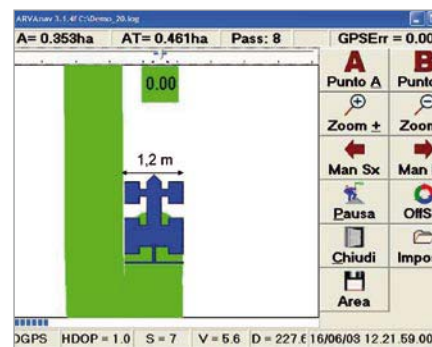 ARVAnav 3.1.4f C:\Demo_20.log
A= 0.353ha AT= 0.461ha Pass: 8 GPSErr = 0.00
0.00
1,2 m
A B
Punto A Punto
Zoom + Zoom
Man Sx Man
Pausa OffS
Chiudi Impo
Area
DGPS HDOP = 1.0 S = 7 V = 5.6 D = 227.6 16/06/03 12.21.59.00